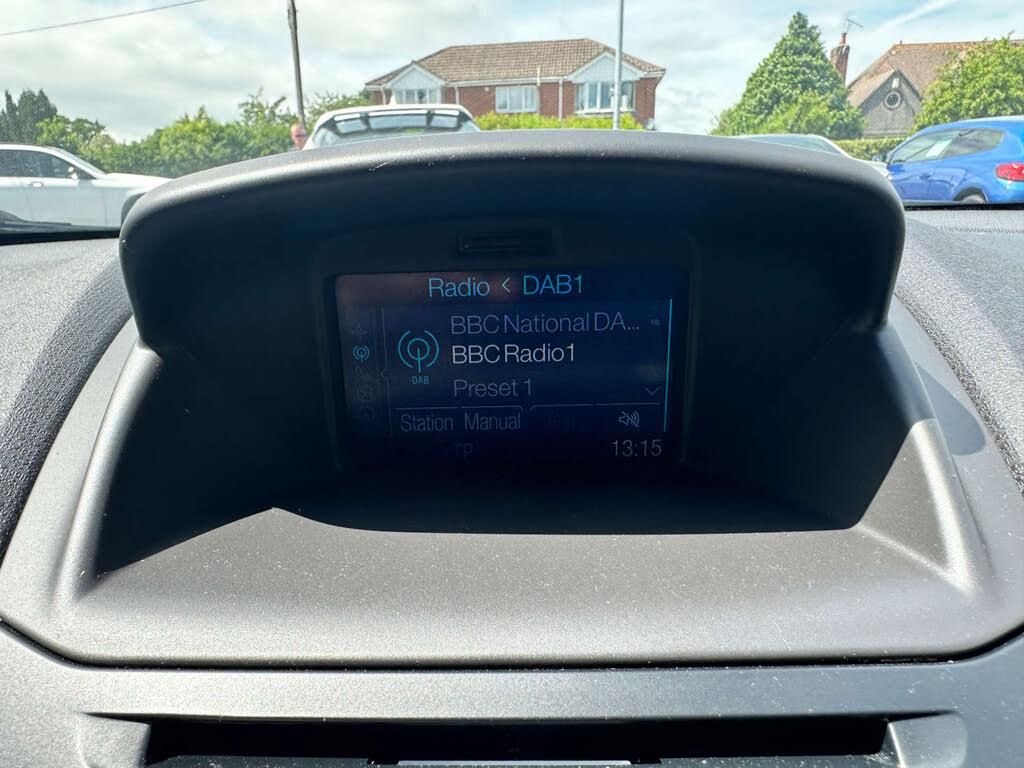 Radio < DAB1
BBC National DA...
BBC Radio1
DAB
Preset 1
Station Manual
TP
13:15